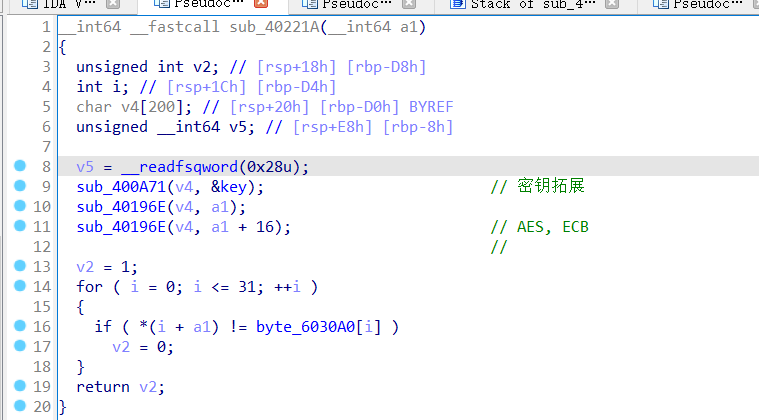 IDA V… Pseudoc… Pseudoc… Stack of sub_4… Pseudoc…
1 __int64 __fastcall sub_40221A(__int64 a1)
2 {
3 unsigned int v2; // [rsp+18h] [rbp-D8h]
4 int i; // [rsp+1Ch] [rbp-D4h]
5 char v4[200]; // [rsp+20h] [rbp-D0h] BYREF
6 unsigned __int64 v5; // [rsp+E8h] [rbp-8h]
7
8 v5 = __readfsqword(0x28u);
9 sub_400A71(v4, &key); // 密钥拓展
10 sub_40196E(v4, a1);
11 sub_40196E(v4, a1 + 16); // AES, ECB
12 //
13 v2 = 1;
14 for ( i = 0; i <= 31; ++i )
15 {
16 if ( *(i + a1) != byte_6030A0[i] )
17 v2 = 0;
18 }
19 return v2;
20 }